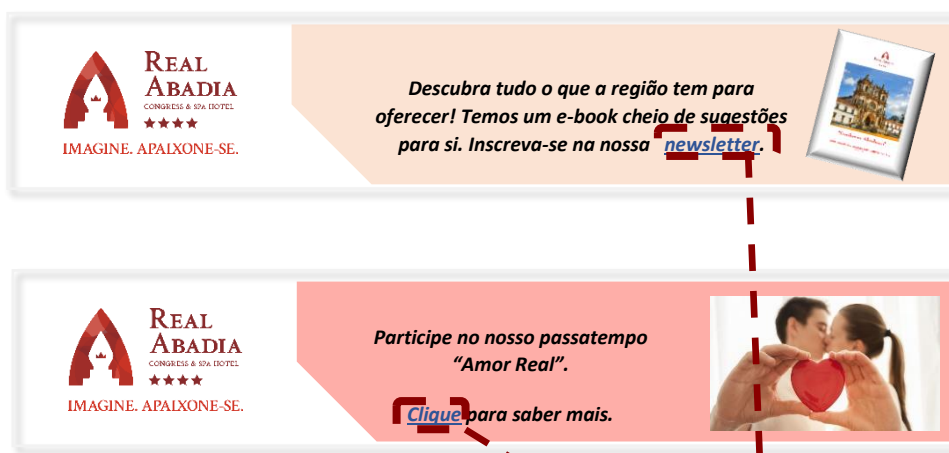 REAL
ABADIA
CONGRESS & SPA HOTEL
IMAGINE. APAIXONE-SE.
Descubra tudo o que a região tem para
oferecer! Temos um e-book cheio de sugestões
para si. Inscreva-se na nossa newsletter.
REAL
ABADIA
CONGRESS & SPA HOTEL
IMAGINE. APAIXONE-SE.
Participe no nosso passatempo
“Amor Real”.
Clique para saber mais.